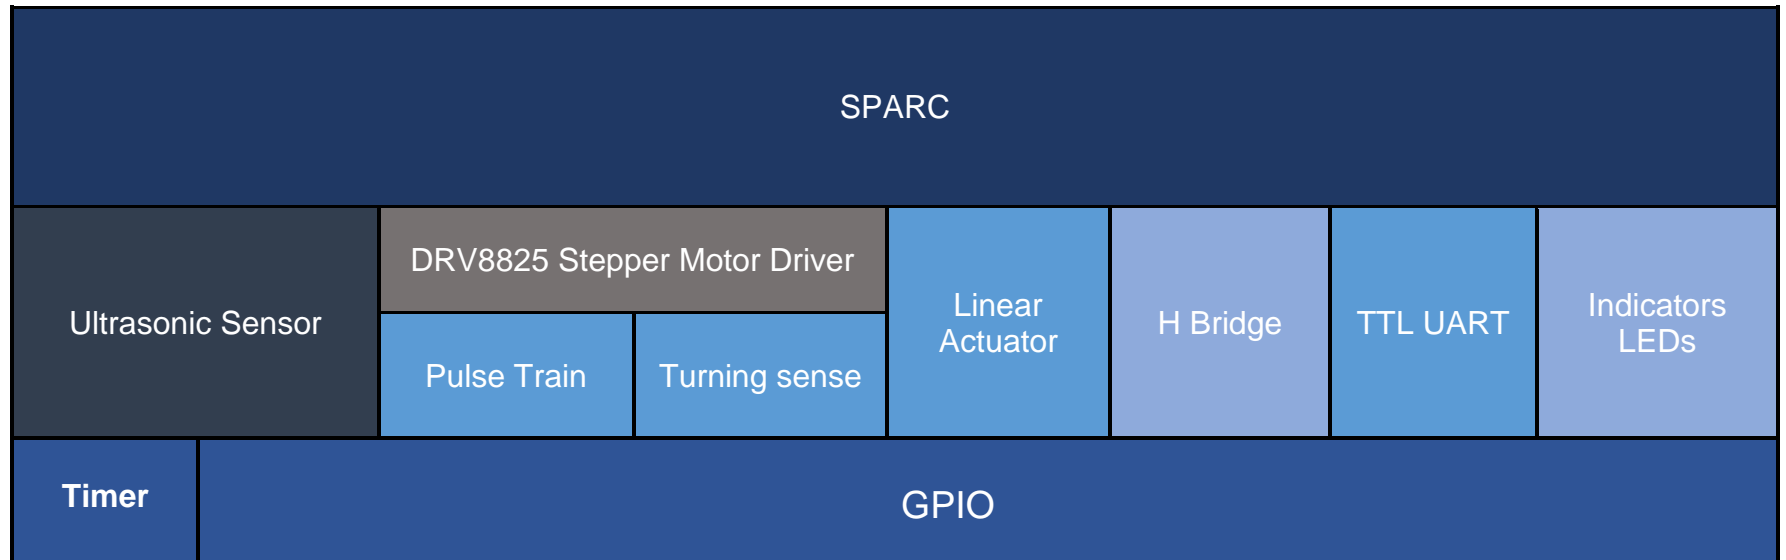 SPARC
Ultrasonic Sensor
DRV8825 Stepper Motor Driver
Pulse Train
Turning sense
Linear
Actuator
H Bridge
TTL UART
Indicators
LEDs
Timer
GPIO